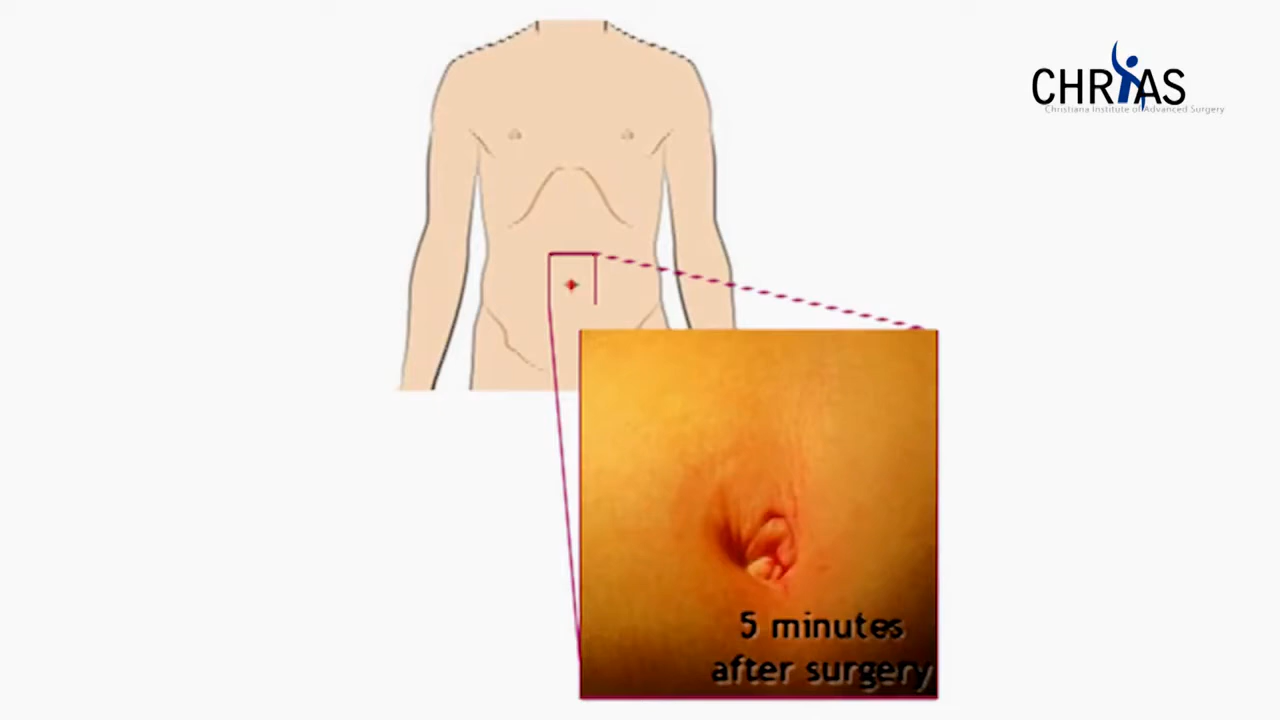 CHRIAS
Christiana Institute of Advanced Surgery
5 minutes
after surgery